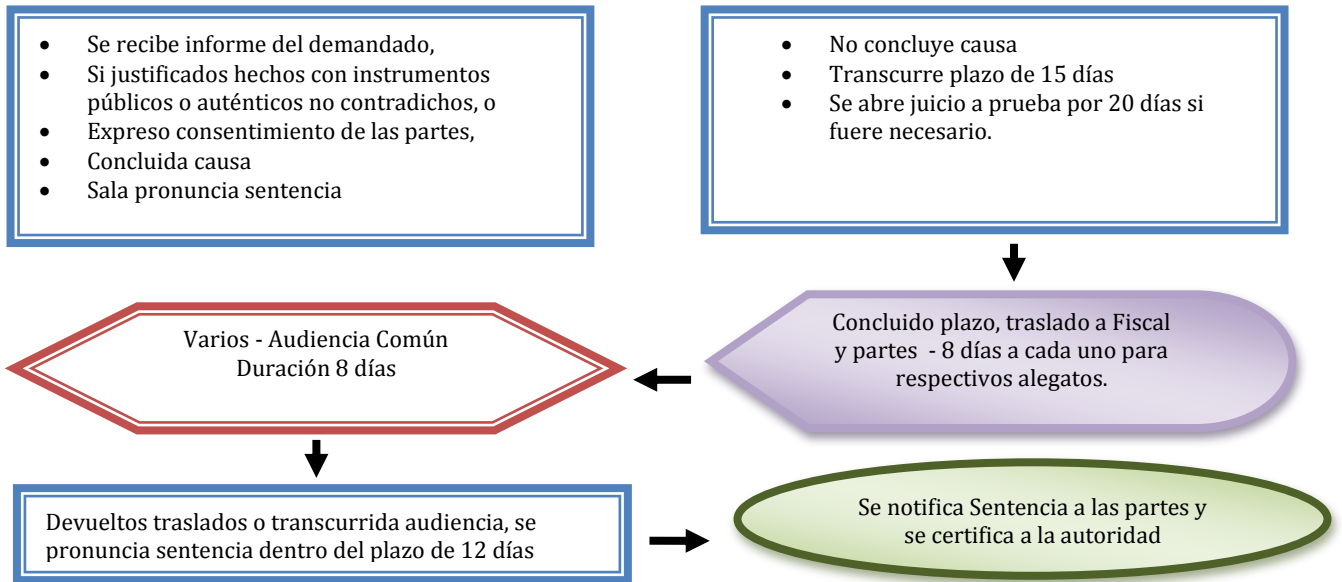 • Se recibe informe del demandado,
• Si justificados hechos con instrumentos
públicos o auténticos no contradichos, o
• Expreso consentimiento de las partes,
• Concluida causa
• Sala pronuncia sentencia
• No concluye causa
• Transcurre plazo de 15 días
• Se abre juicio a prueba por 20 días si
fuere necesario.
Concluido plazo, traslado a Fiscal
y partes - 8 días a cada uno para
respectivos alegatos.
Varios - Audiencia Común
Duración 8 días
Devueltos traslados o transcurrida audiencia, se
pronuncia sentencia dentro del plazo de 12 días
Se notifica Sentencia a las partes y
se certifica a la autoridad